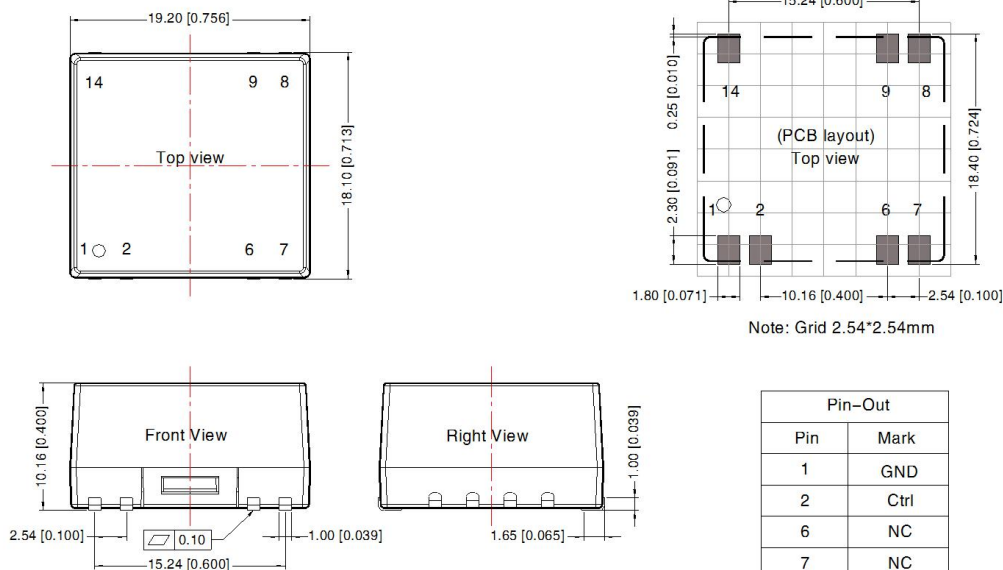 19.20 [0.756]
14 9 8
Top view
1 2 6 7
18.10 [0.713]
15.24 [0.600]
0.25 [0.010]
14 9 8
(PCB layout)
Top view
2.30 [0.091]
18.40 [0.724]
1 2 6 7
1.80 [0.071] 10.16 [0.400] 2.54 [0.100]
Note: Grid 2.54*2.54mm
10.16 [0.400]
Front View
2.54 [0.100]
0.10
1.00 [0.039]
15.24 [0.600]
Right View
1.00 [0.039]
1.65 [0.065]
Pin-Out
Pin Mark
1 GND
2 Ctrl
6 NC
7 NC